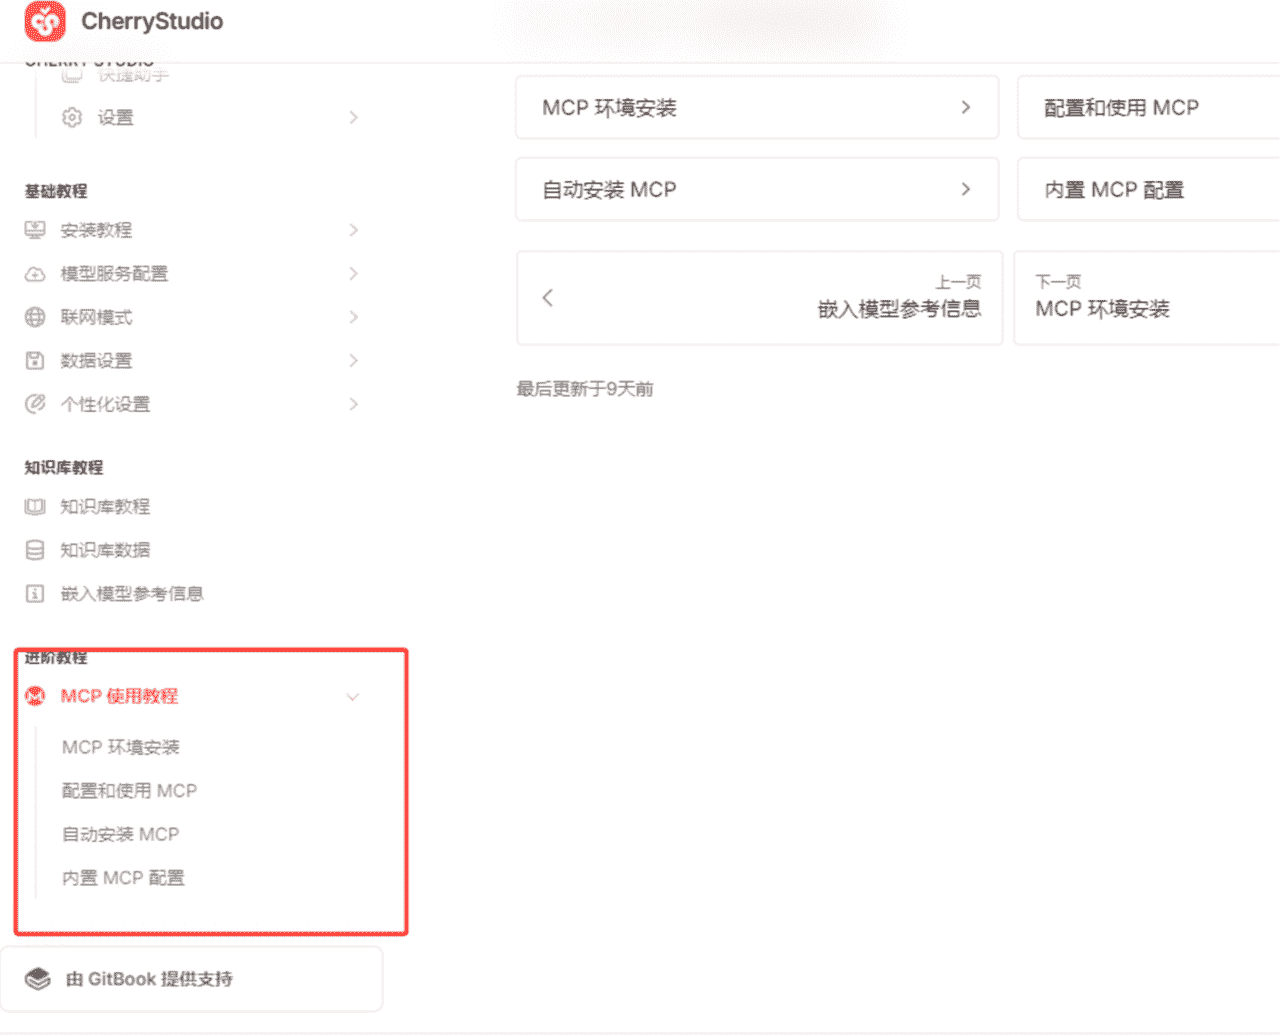 CherryStudio
CHERRY STUDIO
快捷助手
设置
基础教程
安装教程
模型服务配置
联网模式
数据设置
个性化设置
知识库教程
知识库教程
知识库数据
嵌入模型参考信息
进阶教程
MCP 使用教程
MCP 环境安装
配置和使用 MCP
自动安装 MCP
内置 MCP 配置
由 GitBook 提供支持
MCP 环境安装
配置和使用 MCP
自动安装 MCP
内置 MCP 配置
上一页
嵌入模型参考信息
下一页
MCP 环境安装
最后更新于9天前